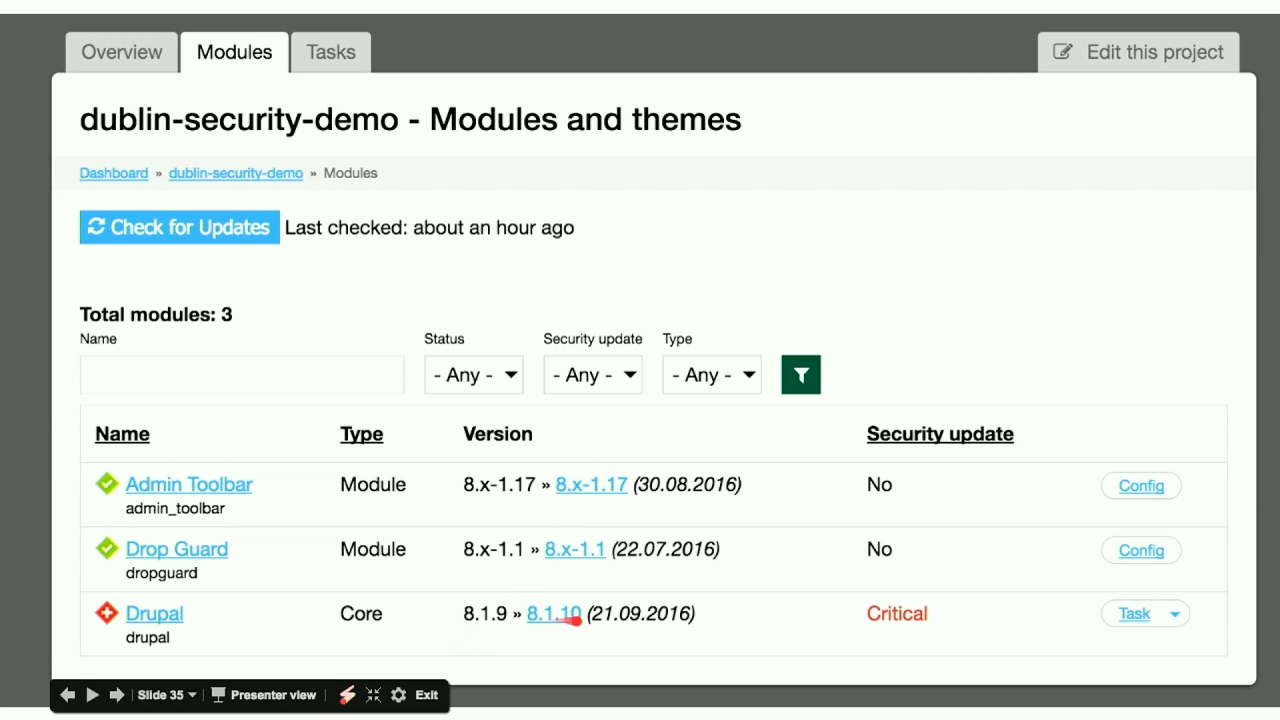 Overview Modules Tasks Edit this project
dublin-security-demo - Modules and themes
Dashboard » dublin-security-demo » Modules
Check for Updates Last checked: about an hour ago
Total modules: 3
Name Status Security update Type
- Any - - Any - - Any -
Name Type Version Security update
Admin Toolbar Module 8.x-1.17 » 8.x-1.17 (30.08.2016) No Config
admin_toolbar
Drop Guard Module 8.x-1.1 » 8.x-1.1 (22.07.2016) No Config
dropguard
Drupal Core 8.1.9 » 8.1.10 (21.09.2016) Critical Task
drupal
Slide 35 Presenter view Exit